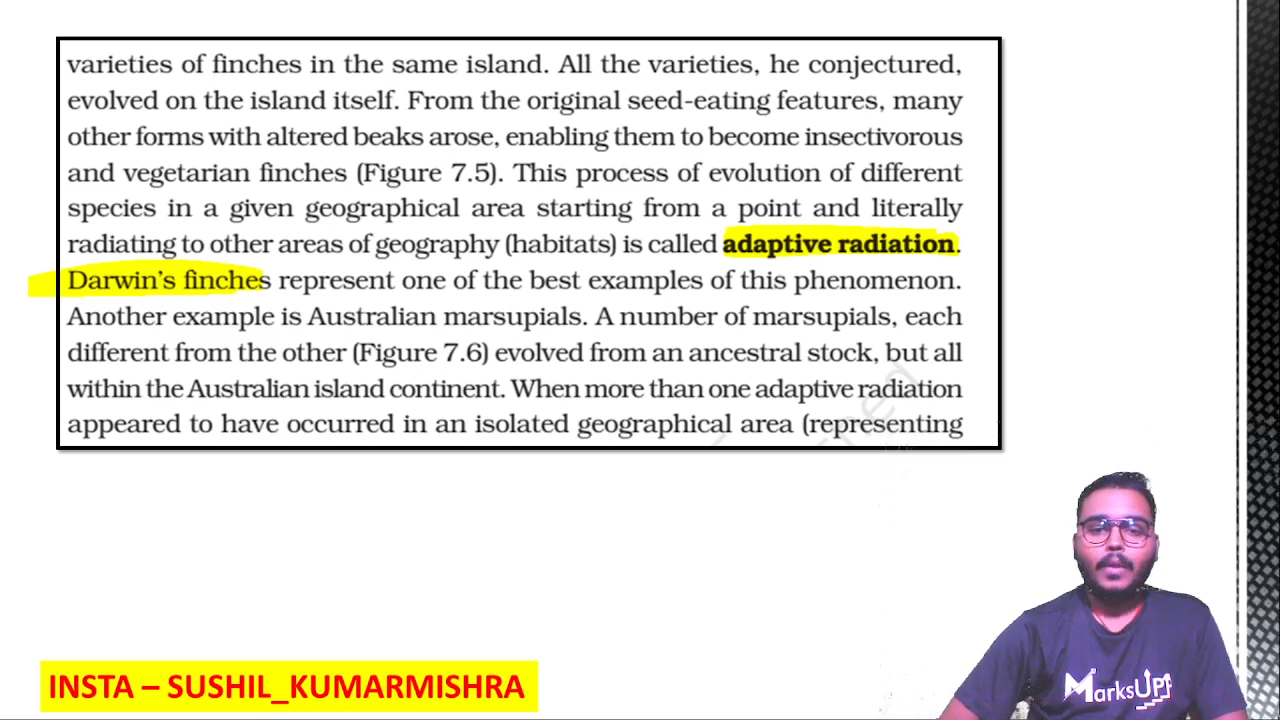 varieties of finches in the same island. All the varieties, he conjectured,
evolved on the island itself. From the original seed-eating features, many
other forms with altered beaks arose, enabling them to become insectivorous
and vegetarian finches (Figure 7.5). This process of evolution of different
species in a given geographical area starting from a point and literally
radiating to other areas of geography (habitats) is called adaptive radiation.
Darwin's finches represent one of the best examples of this phenomenon.
Another example is Australian marsupials. A number of marsupials, each
different from the other (Figure 7.6) evolved from an ancestral stock, but all
within the Australian island continent. When more than one adaptive radiation
appeared to have occurred in an isolated geographical area (representing
MarksUp
INSTA – SUSHIL_KUMARMISHRA